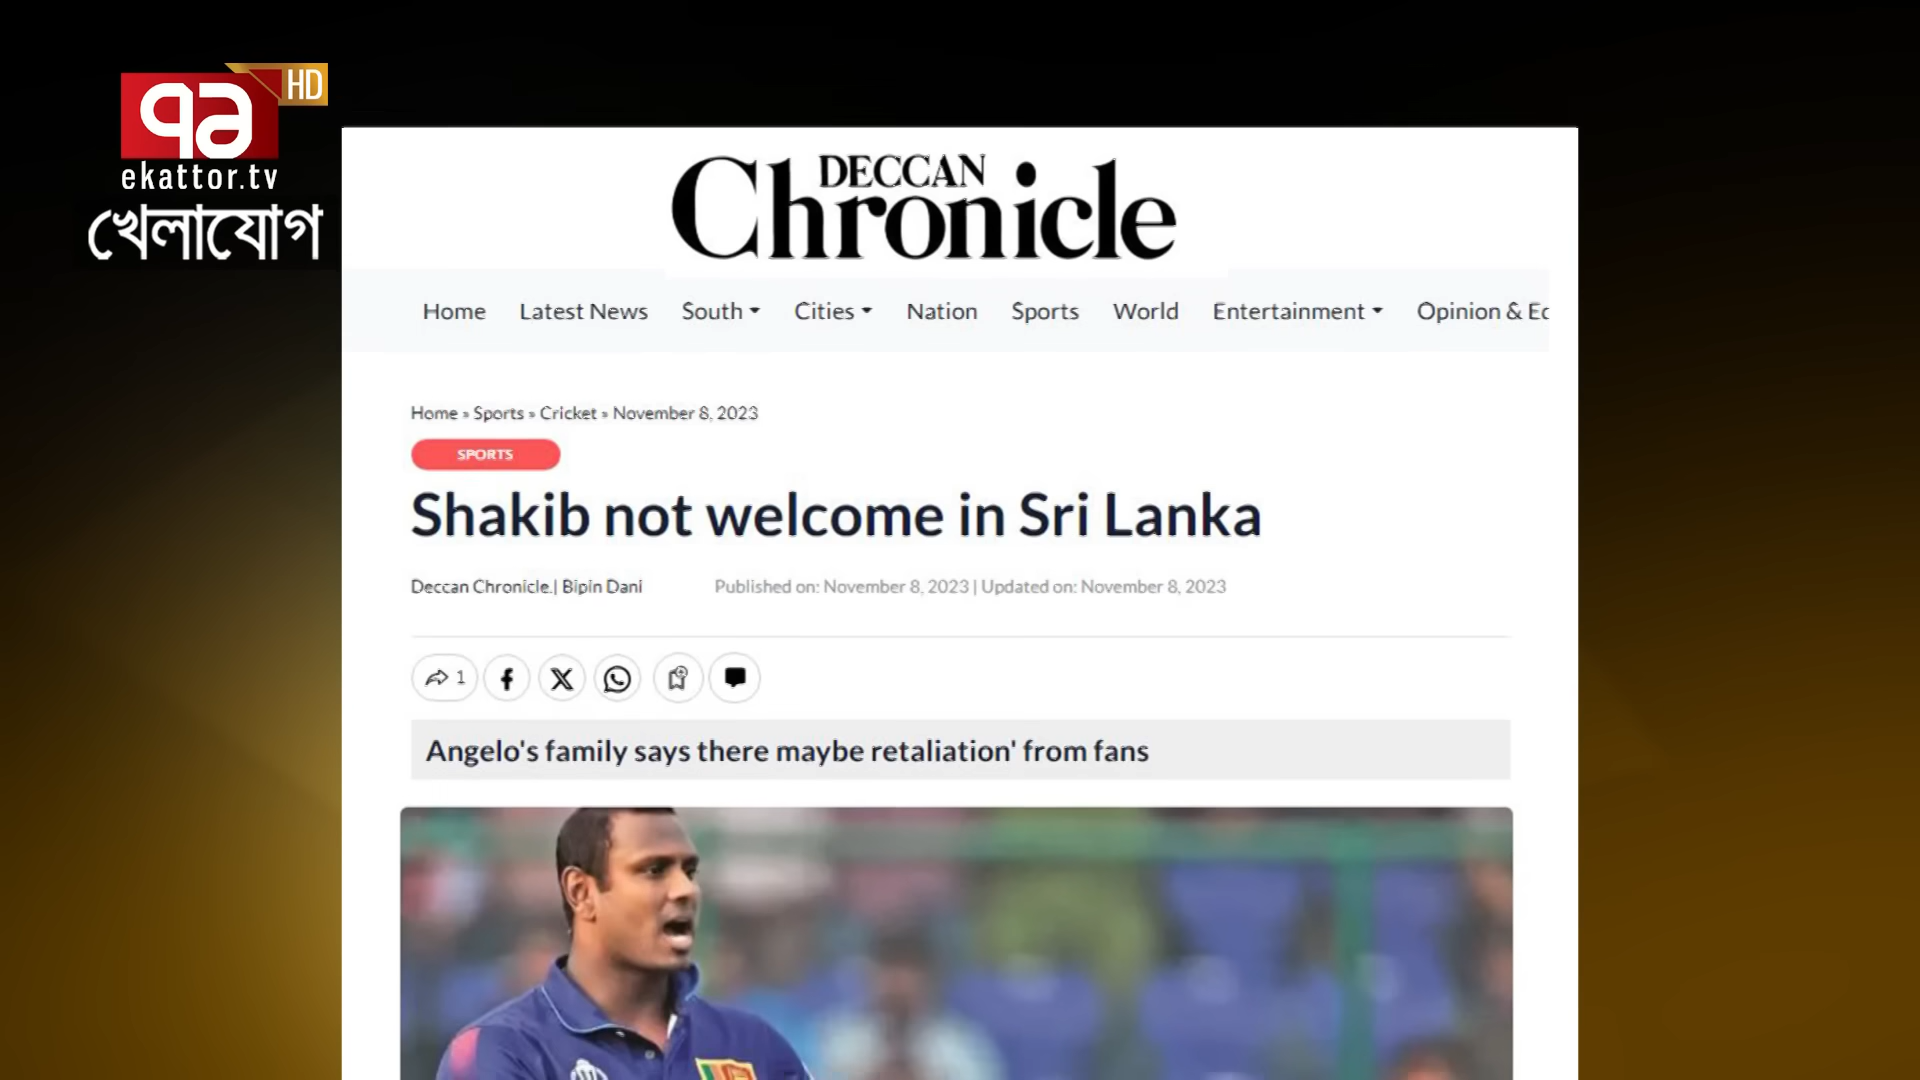 HD
৭১
ekattor.tv
খেলাযোগ
DECCAN
Chronicle
Home Latest News South Cities Nation Sports World Entertainment Opinion & Ec
Home » Sports » Cricket » November 8, 2023
SPORTS
Shakib not welcome in Sri Lanka
Deccan Chronicle.| Bipin Dani Published on: November 8, 2023 | Updated on: November 8, 2023
1
Angelo's family says there maybe retaliation' from fans